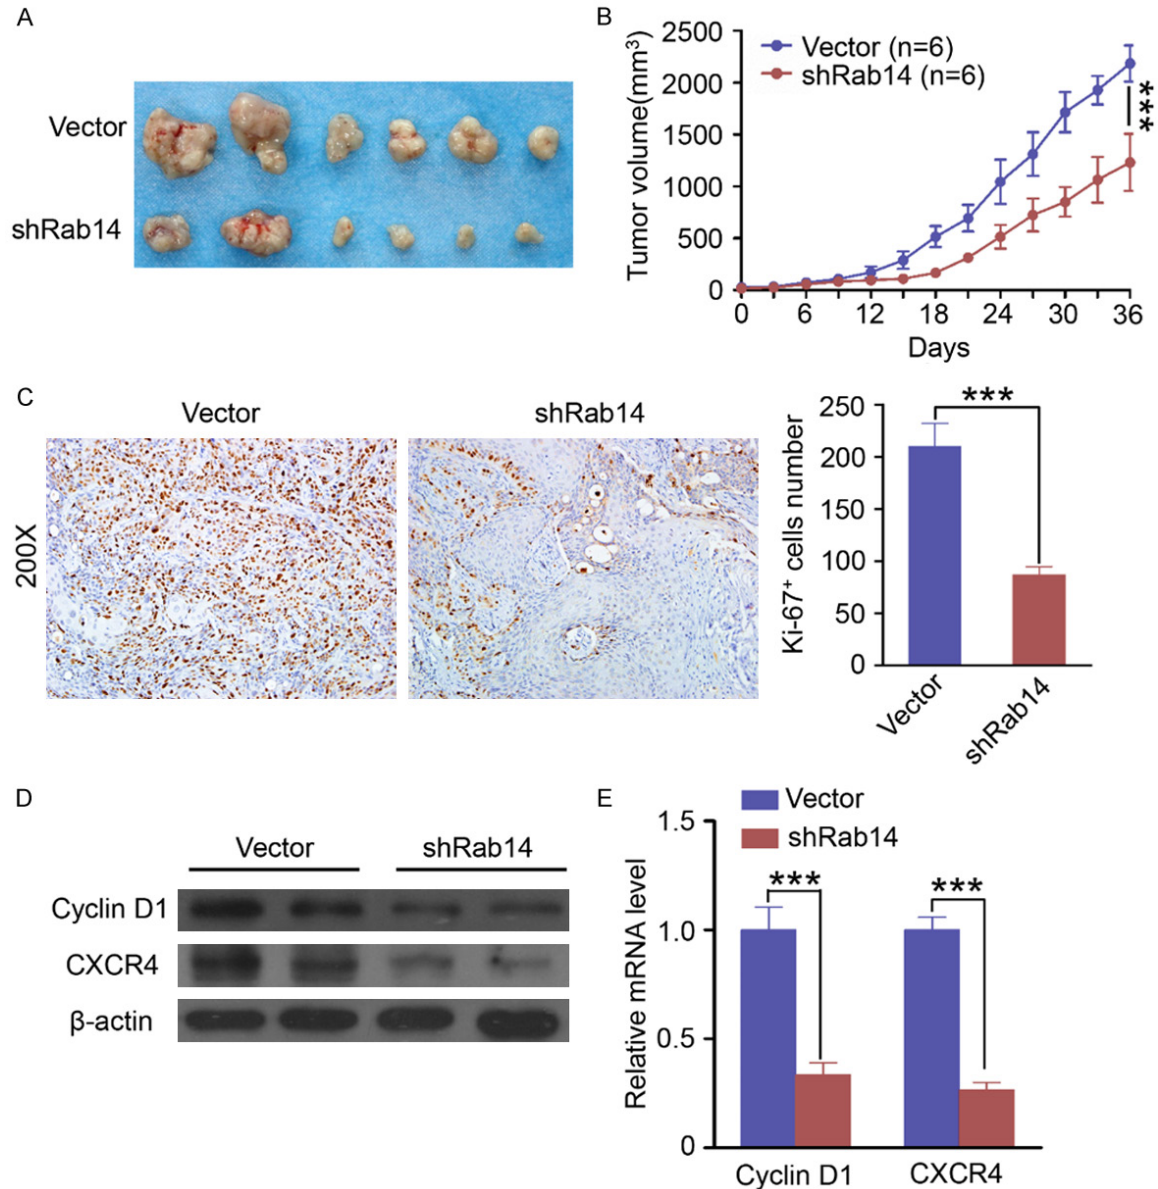 A
Vector
shRab14
B
Tumor volume(mm³)
2500
2000
1500
1000
500
0
Vector (n=6)
shRab14 (n=6)
***
0 6 12 18 24 30 36
Days
C
Vector
shRab14
200X
Ki-67⁺ cells number
250
200
150
100
50
0
***
Vector
shRab14
D
Vector
shRab14
Cyclin D1
CXCR4
β-actin
E
Vector
shRab14
Relative mRNA level
1.5
1.0
0.5
0
***
***
Cyclin D1
CXCR4